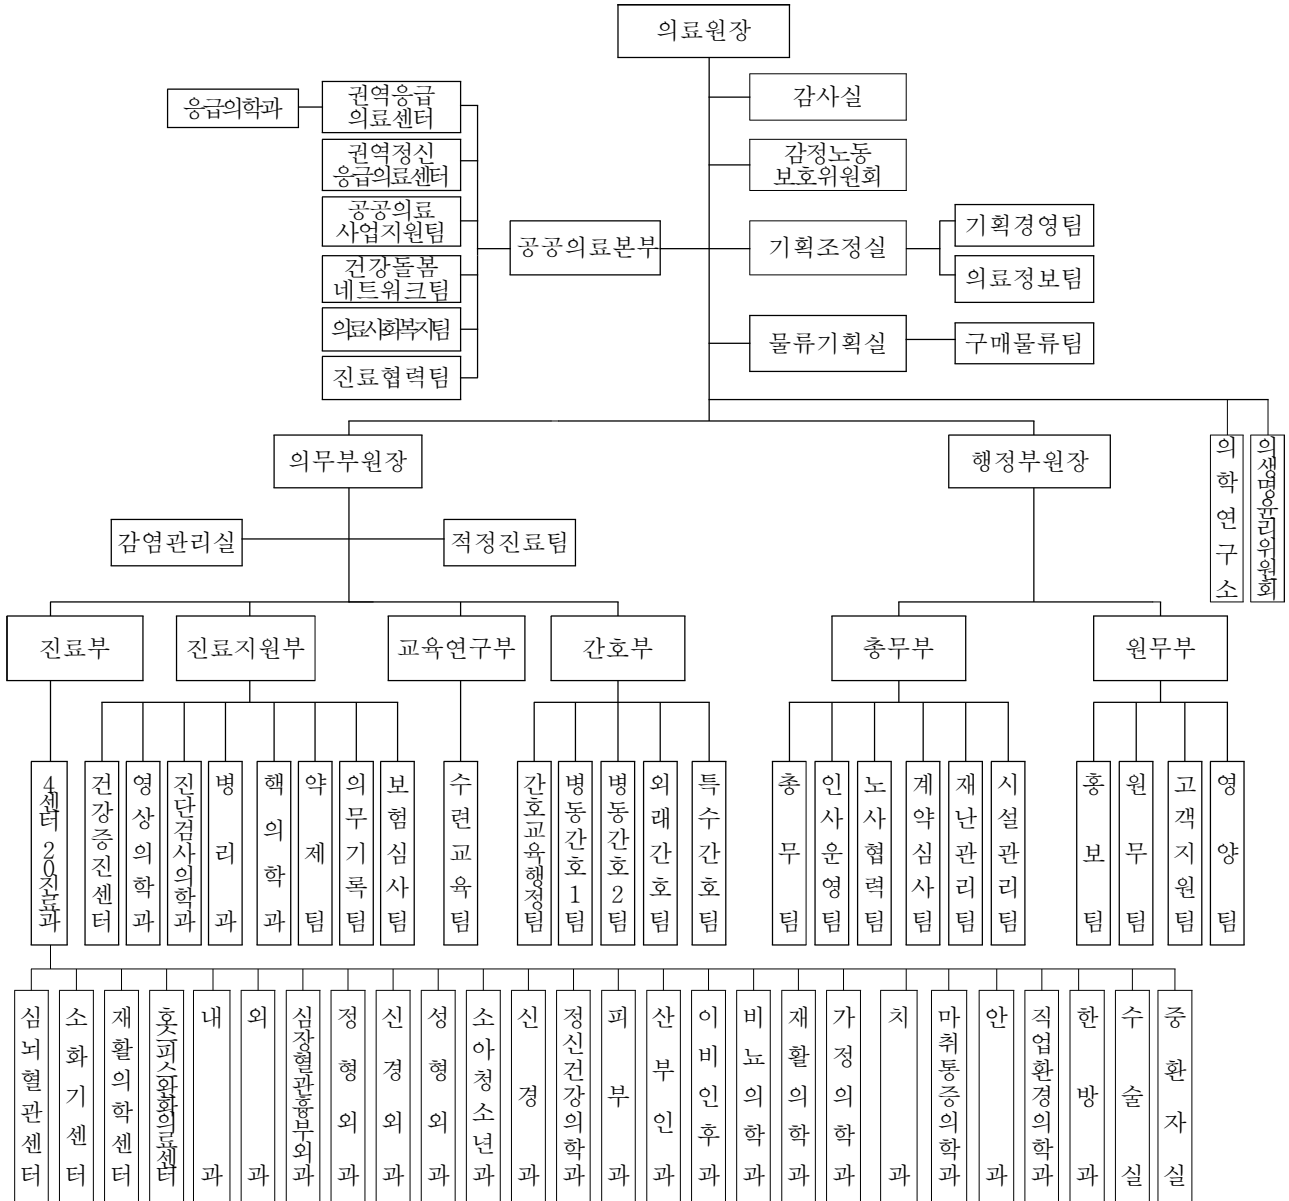 의료원장
감사실
응급의학과
권역응급
의료센터
권역정신
응급의료센터
감정노동
보호위원회
공공의료
사업지원팀
공공의료본부
기획조정실
기획경영팀
의료정보팀
건강돌봄
네트워크팀
의료사회복지팀
물류기획실
구매물류팀
진료협력팀
의무부원장
행정부원장
의학연구소
의생명윤리위원회
감염관리실
적정진료팀
진료부
진료지원부
교육연구부
간호부
총무부
원무부
4센터 20진료과
건강증진센터
영상의학과
진단검사의학과
병리과
핵의학과
약제팀
의무기록팀
보험심사팀
수련교육팀
간호교육행정팀
병동간호1팀
병동간호2팀
외래간호팀
특수간호팀
총무팀
인사운영팀
노사협력팀
계약심사팀
재난관리팀
시설관리팀
홍보팀
원무팀
고객지원팀
영양팀
심뇌혈관센터
소화기센터
재활의학센터
호스피스완화의료센터
내과
외과
심장혈관흉부외과
정형외과
신경외과
성형외과
소아청소년과
신경과
정신건강의학과
피부과
산부인과
이비인후과
비뇨의학과
재활의학과
가정의학과
치과
마취통증의학과
안과
직업환경의학과
한방과
수술실
중환자실